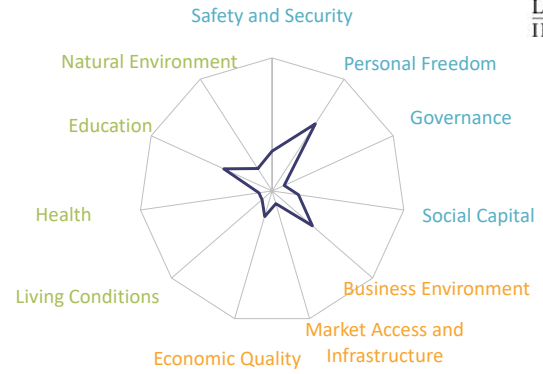 Safety and Security
Natural Environment
Personal Freedom
Education
Governance
Health
Social Capital
Living Conditions
Business Environment
Market Access and
Infrastructure
Economic Quality